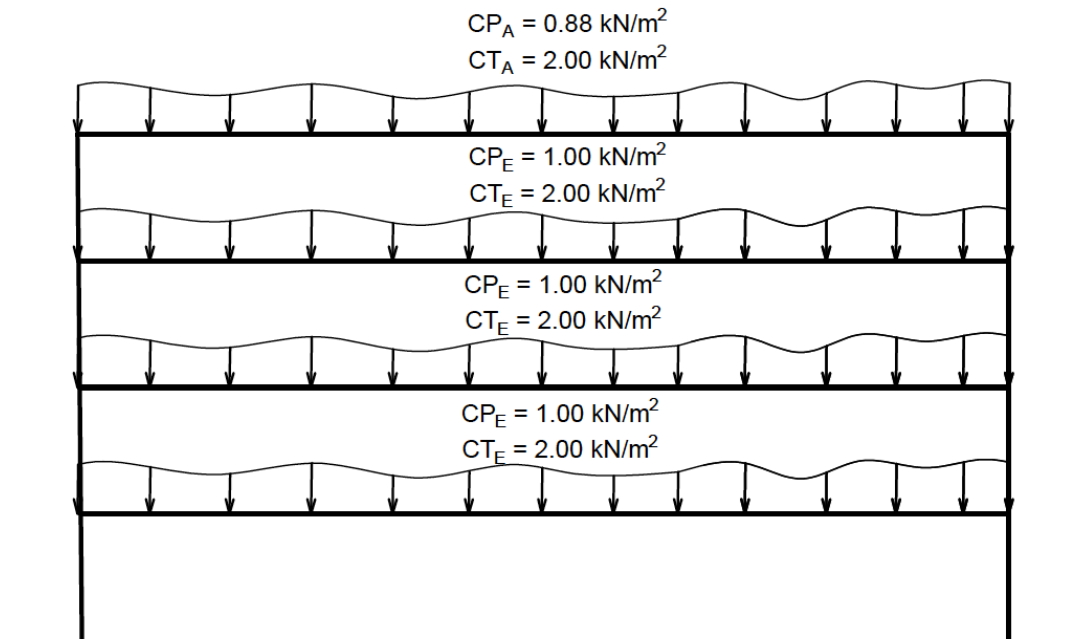 CPA = 0.88 kN/m²
CTA = 2.00 kN/m²
CPE = 1.00 kN/m²
CTE = 2.00 kN/m²
CPE = 1.00 kN/m²
CTE = 2.00 kN/m²
CPE = 1.00 kN/m²
CTE = 2.00 kN/m²